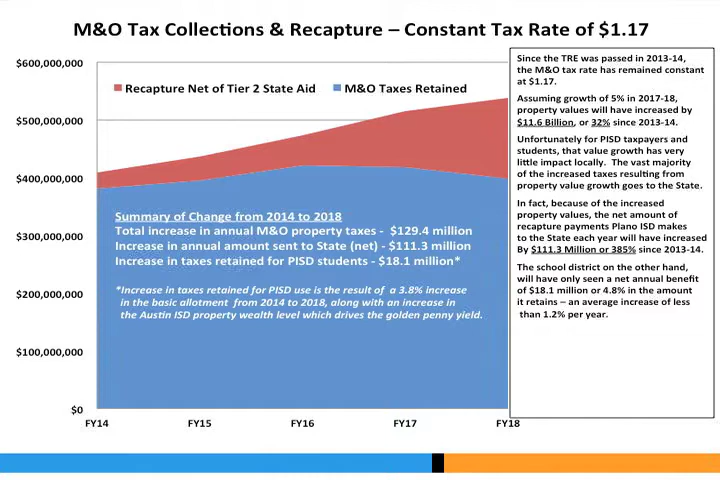 M&O Tax Collections & Recapture – Constant Tax Rate of $1.17
$600,000,000
$500,000,000
$400,000,000
$300,000,000
$200,000,000
$100,000,000
$0
Recapture Net of Tier 2 State Aid
M&O Taxes Retained
Summary of Change from 2014 to 2018
Total increase in annual M&O property taxes - $129.4 million
Increase in annual amount sent to State (net) - $111.3 million
Increase in taxes retained for PISD students - $18.1 million*
*Increase in taxes retained for PISD use is the result of a 3.8% increase
in the basic allotment from 2014 to 2018, along with an increase in
the Austin ISD property wealth level which drives the golden penny yield.
FY14
FY15
FY16
FY17
FY18
Since the TRE was passed in 2013-14,
the M&O tax rate has remained constant
at $1.17.
Assuming growth of 5% in 2017-18,
property values will have increased by
$11.6 Billion, or 32% since 2013-14.
Unfortunately for PISD taxpayers and
students, that value growth has very
little impact locally. The vast majority
of the increased taxes resulting from
property value growth goes to the State.
In fact, because of the increased
property values, the net amount of
recapture payments Plano ISD makes
to the State each year will have increased
By $111.3 Million or 385% since 2013-14.
The school district on the other hand,
will have only seen a net annual benefit
of $18.1 million or 4.8% in the amount
it retains – an average increase of less
than 1.2% per year.